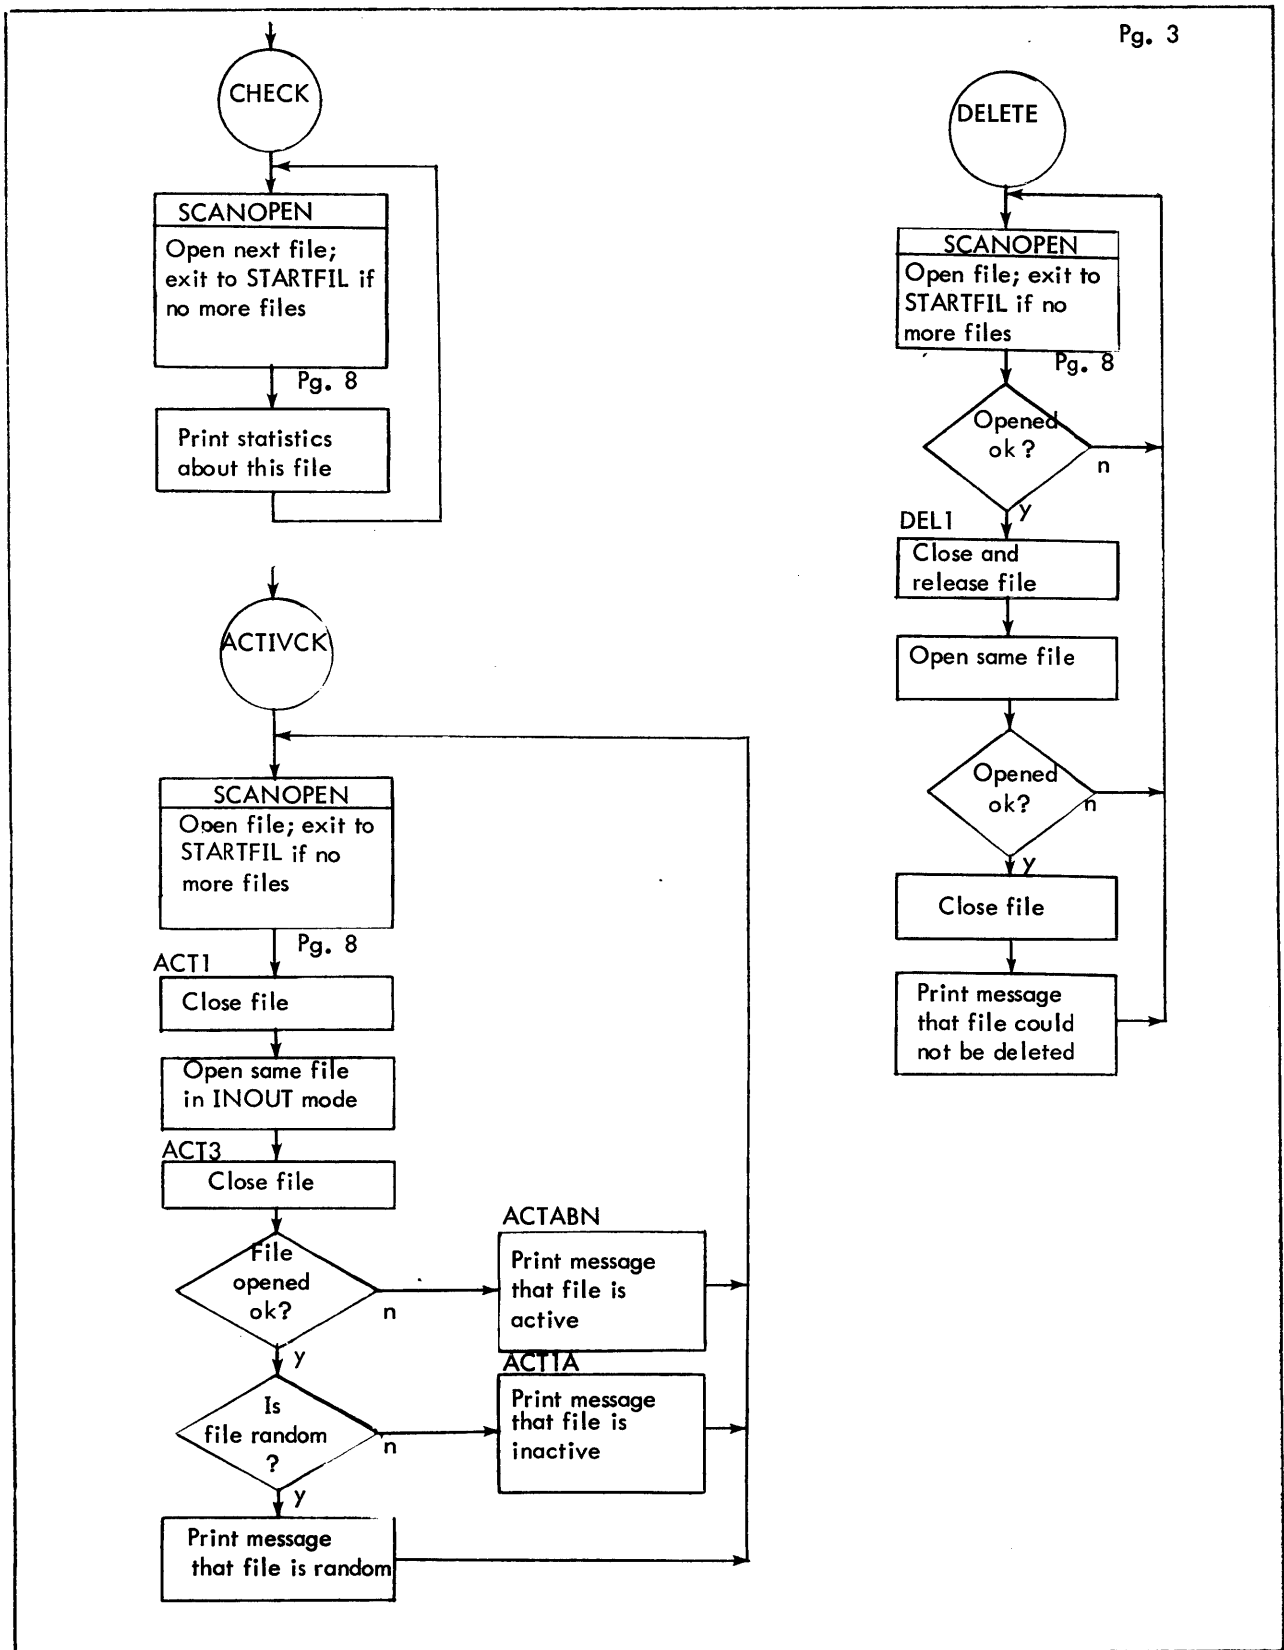 Pg. 3
CHECK
SCANOPEN
Open next file;
exit to STARTFIL if
no more files
Pg. 8
Print statistics
about this file
ACTIVCK
SCANOPEN
Open file; exit to
STARTFIL if no
more files
Pg. 8
ACT1
Close file
Open same file
in INOUT mode
ACT3
Close file
File
opened
ok?
n
y
ACTABN
Print message
that file is
active
Is
file random
?
n
y
ACT1A
Print message
that file is
inactive
Print message
that file is random
DELETE
SCANOPEN
Open file; exit to
STARTFIL if no
more files
Pg. 8
Opened
ok?
n
y
DEL1
Close and
release file
Open same file
Opened
ok?
n
y
Close file
Print message
that file could
not be deleted